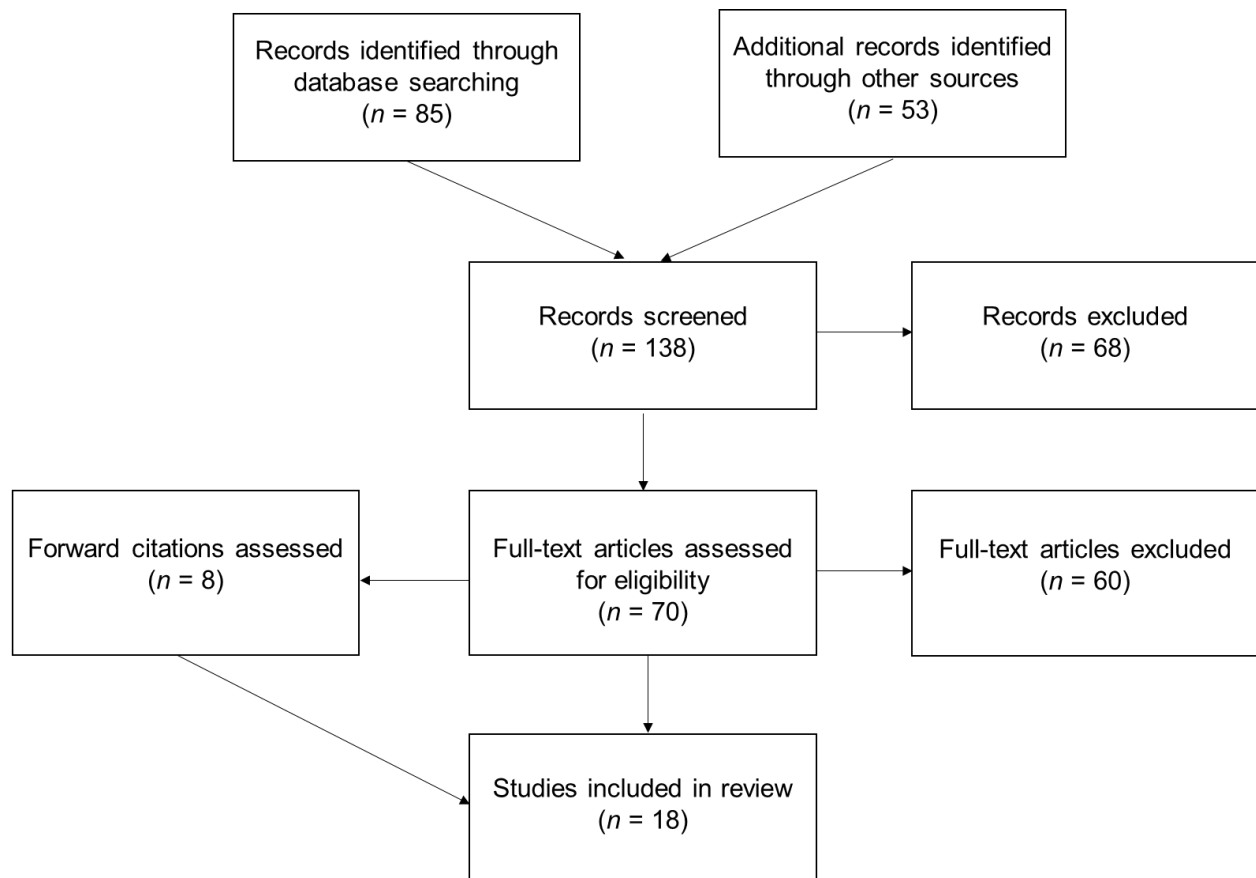 Records identified through
database searching
(n = 85)
Additional records identified
through other sources
(n = 53)
Records screened
(n = 138)
Records excluded
(n = 68)
Forward citations assessed
(n = 8)
Full-text articles assessed
for eligibility
(n = 70)
Full-text articles excluded
(n = 60)
Studies included in review
(n = 18)